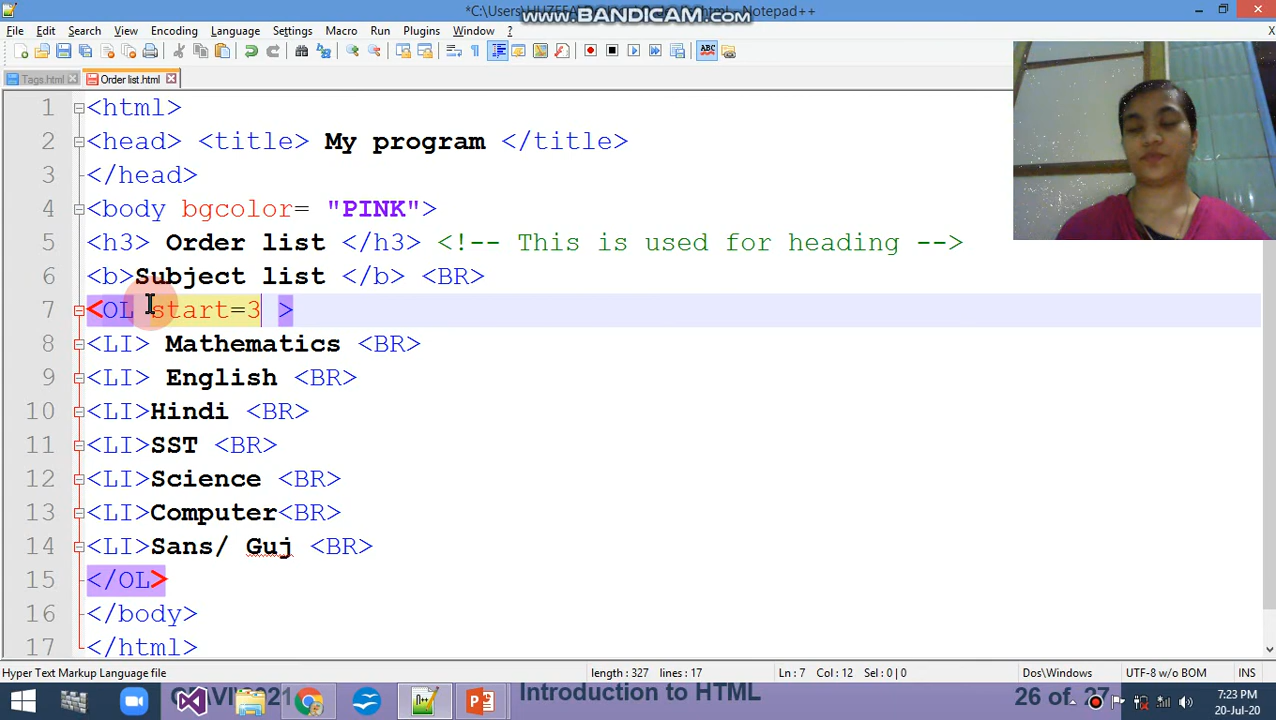 *C:\Users\HUZEFA\
html - Notepad++
www.BANDICAM.com
File Edit Search View Encoding Language Settings Macro Run Plugins Window ? X
Tags.html Order list.html
1 <html>
2 <head> <title> My program </title>
3 </head>
4 <body bgcolor= "PINK">
5 <h3> Order list </h3> <!-- This is used for heading -->
6 <b>Subject list </b> <BR>
7 <OL start=3 >
8 <LI> Mathematics <BR>
9 <LI> English <BR>
10 <LI>Hindi <BR>
11 <LI>SST <BR>
12 <LI>Science <BR>
13 <LI>Computer<BR>
14 <LI>Sans/ Guj <BR>
15 </OL>
16 </body>
17 </html>
Hyper Text Markup Language file length : 327 lines : 17 Ln : 7 Col : 12 Sel : 0 | 0 Dos\Windows UTF-8 w/o BOM INS
2021 Introduction to HTML 26 of. 27
7:23 PM
20-Jul-20